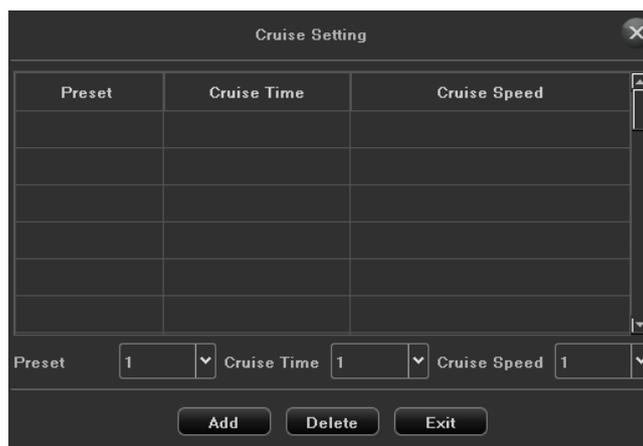 Cruise Setting
Preset Cruise Time Cruise Speed
Preset 1 Cruise Time 1 Cruise Speed 1
Add Delete Exit